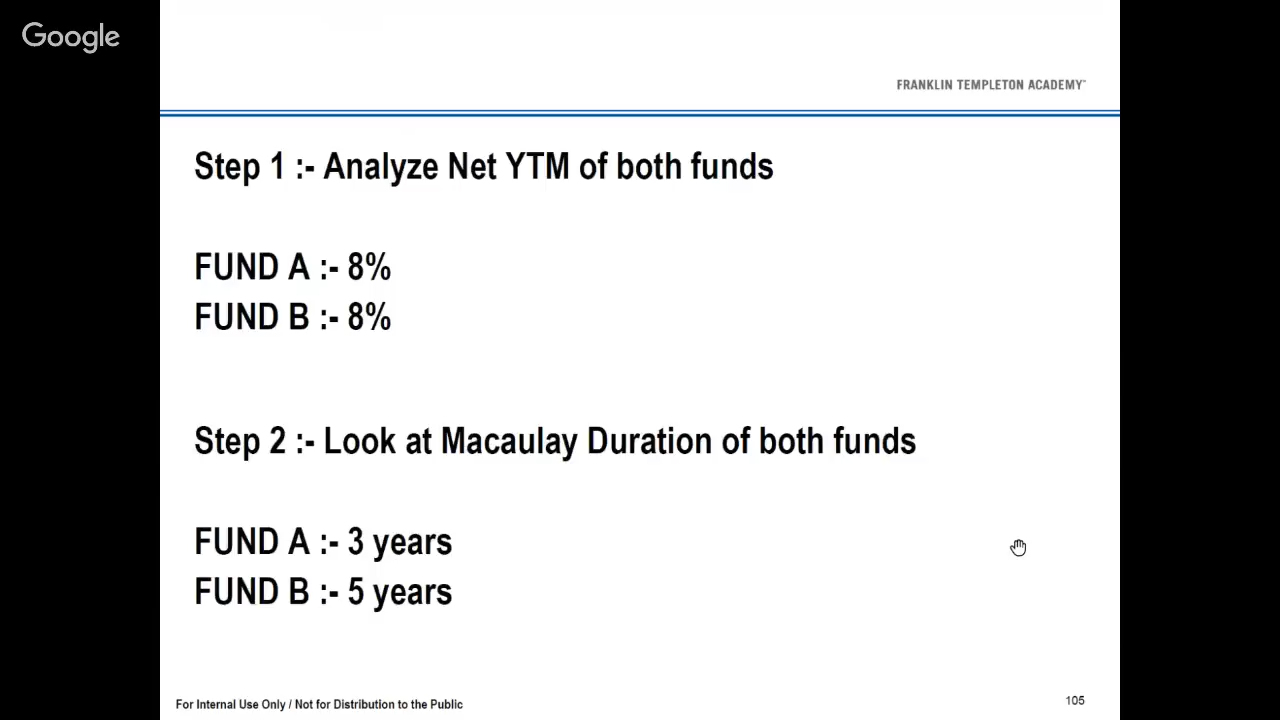 Google
FRANKLIN TEMPLETON ACADEMY℠
Step 1 :- Analyze Net YTM of both funds
FUND A :- 8%
FUND B :- 8%
Step 2 :- Look at Macaulay Duration of both funds
FUND A :- 3 years
FUND B :- 5 years
For Internal Use Only / Not for Distribution to the Public
105